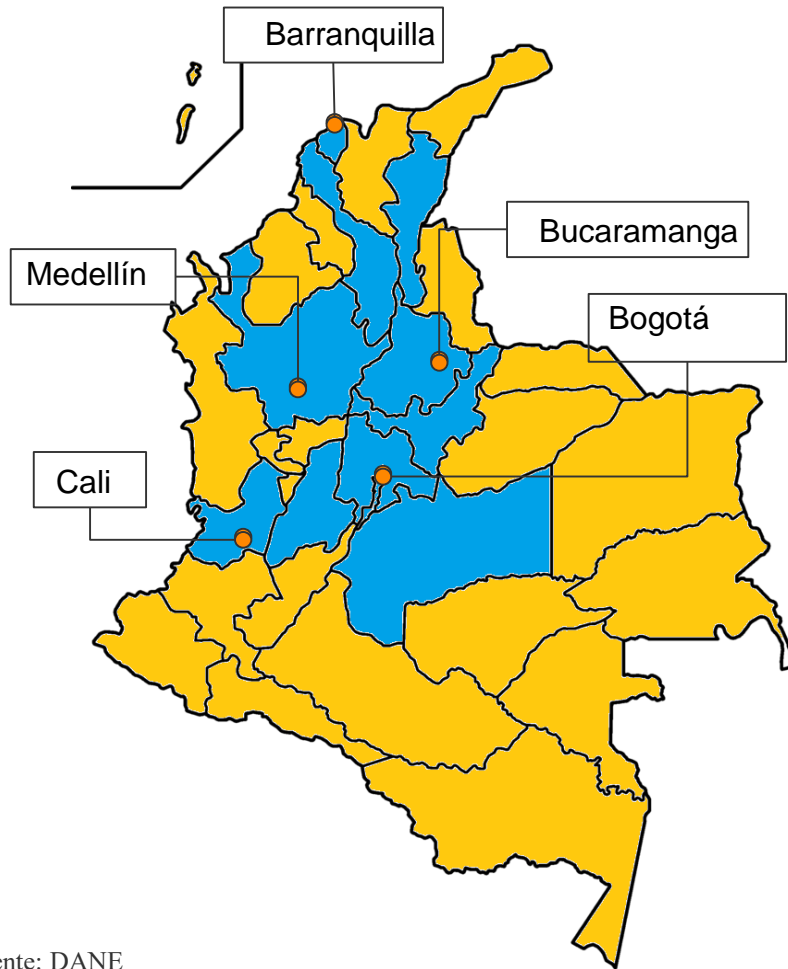 Barranquilla
Bucaramanga
Medellín
Bogotá
Cali
ente: DANE